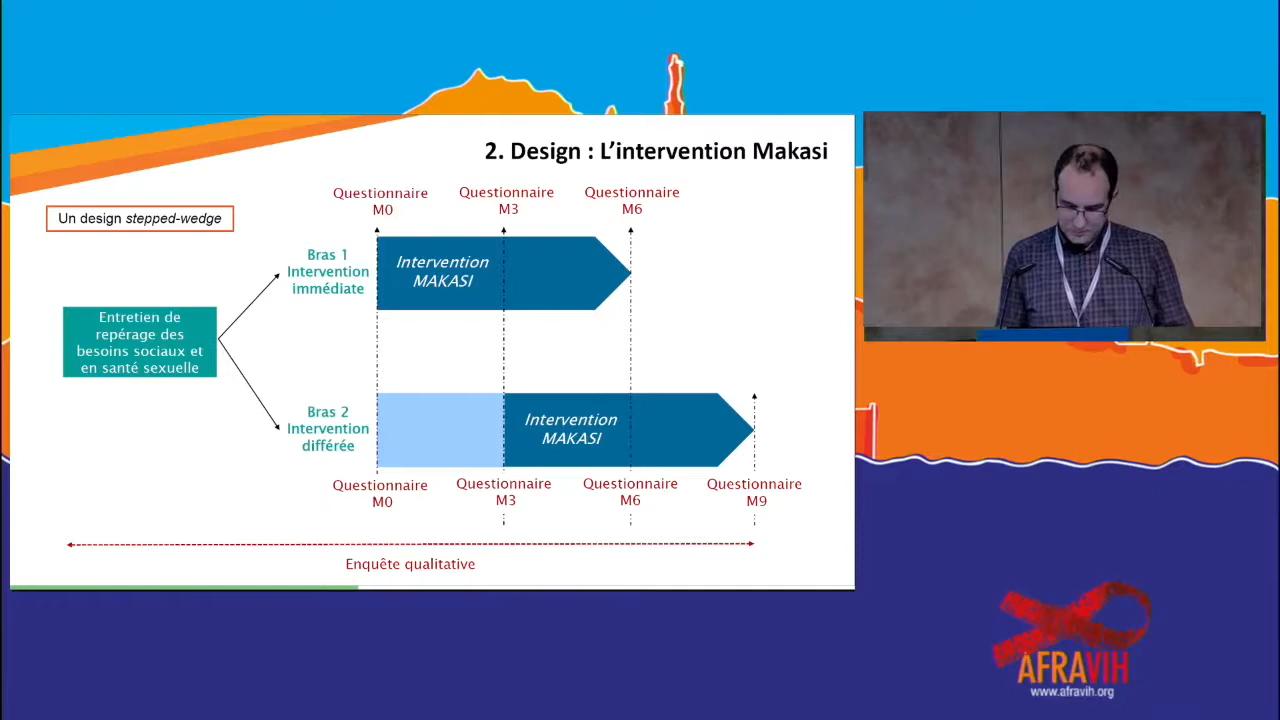 2. Design : L'intervention Makasi
Un design stepped-wedge
Questionnaire
M0
Questionnaire
M3
Questionnaire
M6
Bras 1
Intervention
immédiate
Intervention
MAKASI
Entretien de
repérage des
besoins sociaux et
en santé sexuelle
Bras 2
Intervention
différée
Intervention
MAKASI
Questionnaire
M0
Questionnaire
M3
Questionnaire
M6
Questionnaire
M9
Enquête qualitative
AFRAVIH
www.afravih.org